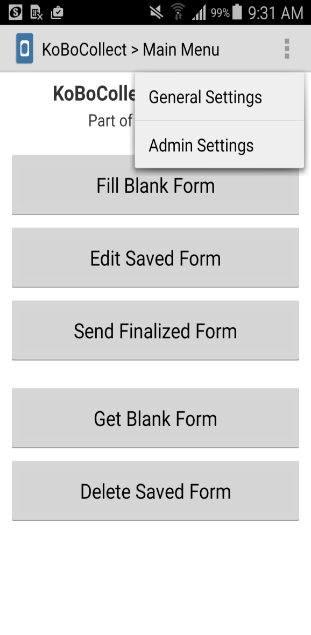 99% 9:31 AM
KoBoCollect > Main Menu
KoBoColle
Part of
General Settings
Admin Settings
Fill Blank Form
Edit Saved Form
Send Finalized Form
Get Blank Form
Delete Saved Form